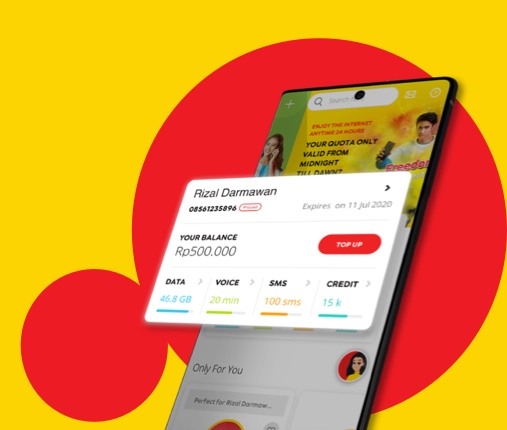 Search
ENJOY THE INTERNET
ANYTIME 24 HOURS
YOUR QUOTA ONLY
VALID FROM
MIDNIGHT
TILL DAWN?
Freedom
Rizal Darmawan
08561235896
Expires on 11 Jul 2020
YOUR BALANCE
Rp500.000
TOP UP
DATA VOICE SMS CREDIT
46.8 GB 20 min 100 sms 15 k
Only For You
Perfect for Rizal Darmaw...